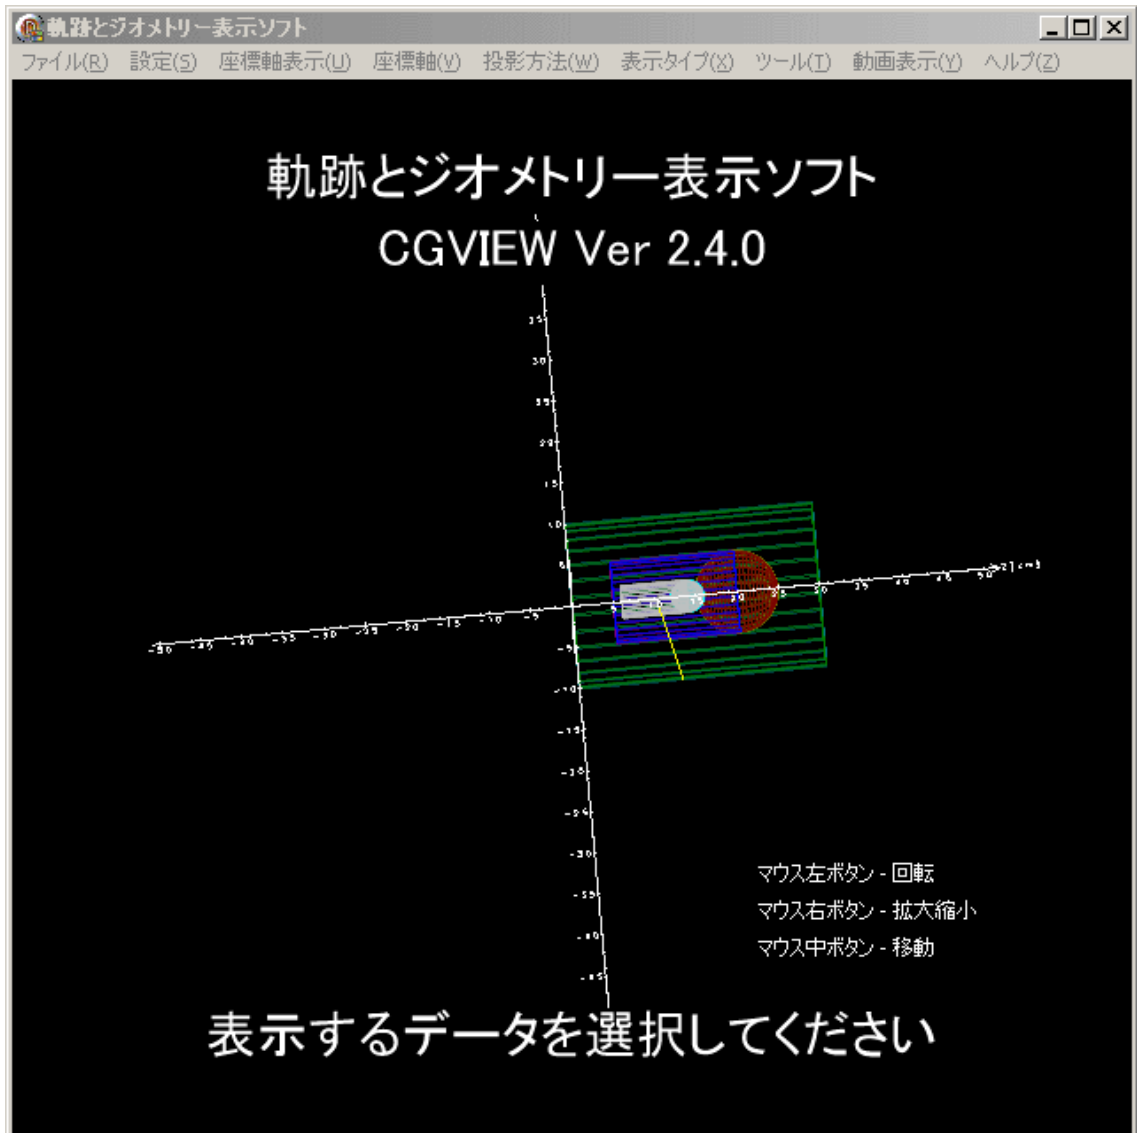 軌跡とジオメトリー表示ソフト
ファイル(R) 設定(S) 座標軸表示(U) 座標軸(V) 投影方法(W) 表示タイプ(X) ツール(T) 動画表示(Y) ヘルプ(Z)
軌跡とジオメトリー表示ソフト
CGVIEW Ver 2.4.0
マウス左ボタン - 回転
マウス右ボタン - 拡大縮小
マウス中ボタン - 移動
表示するデータを選択してください